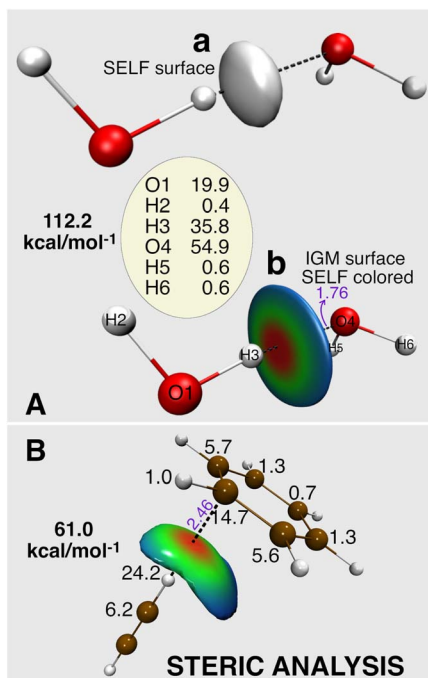 a
SELF surface
O1 19.9
H2 0.4
H3 35.8
O4 54.9
H5 0.6
H6 0.6
112.2
kcal/mol-1
b
IGM surface
SELF colored
1.76
H2
O4
H5
H6
H3
O1
A
B
5.7
1.3
1.0
0.7
2.46
14.7
1.3
5.6
61.0
kcal/mol-1
24.2
6.2
STERIC ANALYSIS